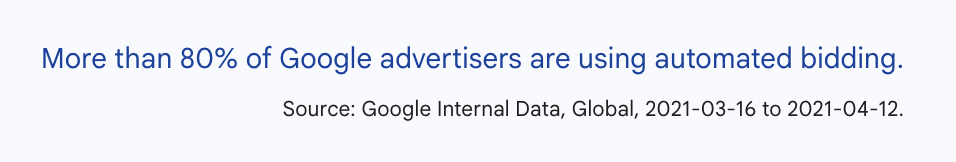 More than 80% of Google advertisers are using automated bidding.
Source: Google Internal Data, Global, 2021-03-16 to 2021-04-12.